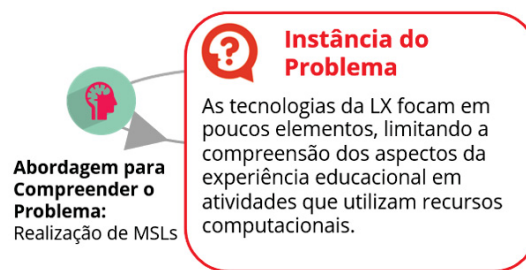 Instância do
Problema
As tecnologias da LX focam em
poucos elementos, limitando a
compreensão dos aspectos da
experiência educacional em
atividades que utilizam recursos
computacionais.
Abordagem para
Compreender o
Problema:
Realização de MSLs